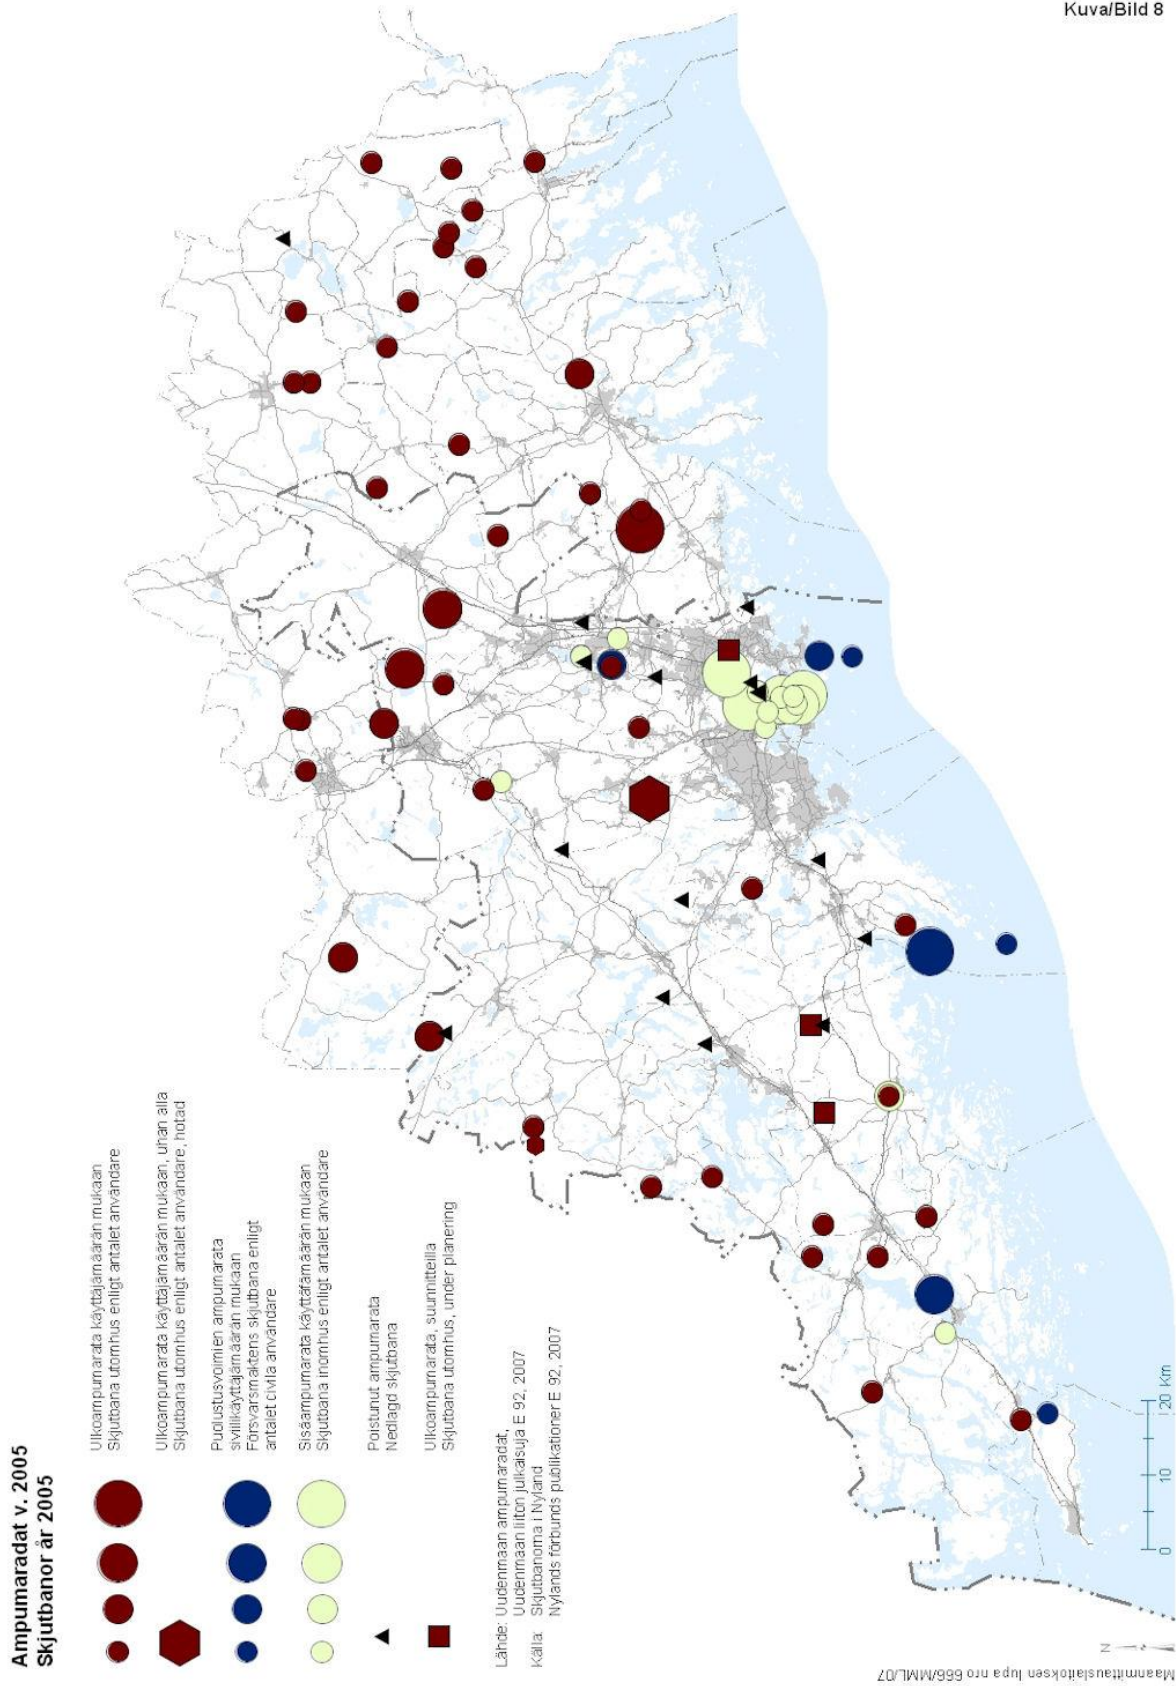 Kuva/Bild 8
Ampumaradat v. 2005
Skjutbanor år 2005
Ulkoampumarata käyttäjämäärän mukaan
Skjutbana utomhus enligt antalet användare
Ulkoampumarata käyttäjämäärän mukaan, uhan alla
Skjutbana utomhus enligt antalet användare, hotad
Puolustusvoimien ampumarata
siviilikäyttäjämäärän mukaan
Försvarsmaktens skjutbana enligt
antalet civila användare
Sisäampumarata käyttäfämäärän mukaan
Skjutbana inomhus enligt antalet användare
Poistunut ampumarata
Nedlagd skjutbana
Ulkoampumarata, suunnitteilla
Skjutbana utomhus, under planering
Lähde: Uudenmaan ampumaradat,
Uudenmaan liiton julkaisuja E 92, 2007
Källa: Skjutbanorna i Nyland
Nylands förbunds publikationer E 92, 2007
0 10 20 km
N
Maanmittauslaitoksen lupa nro 666/MML/07